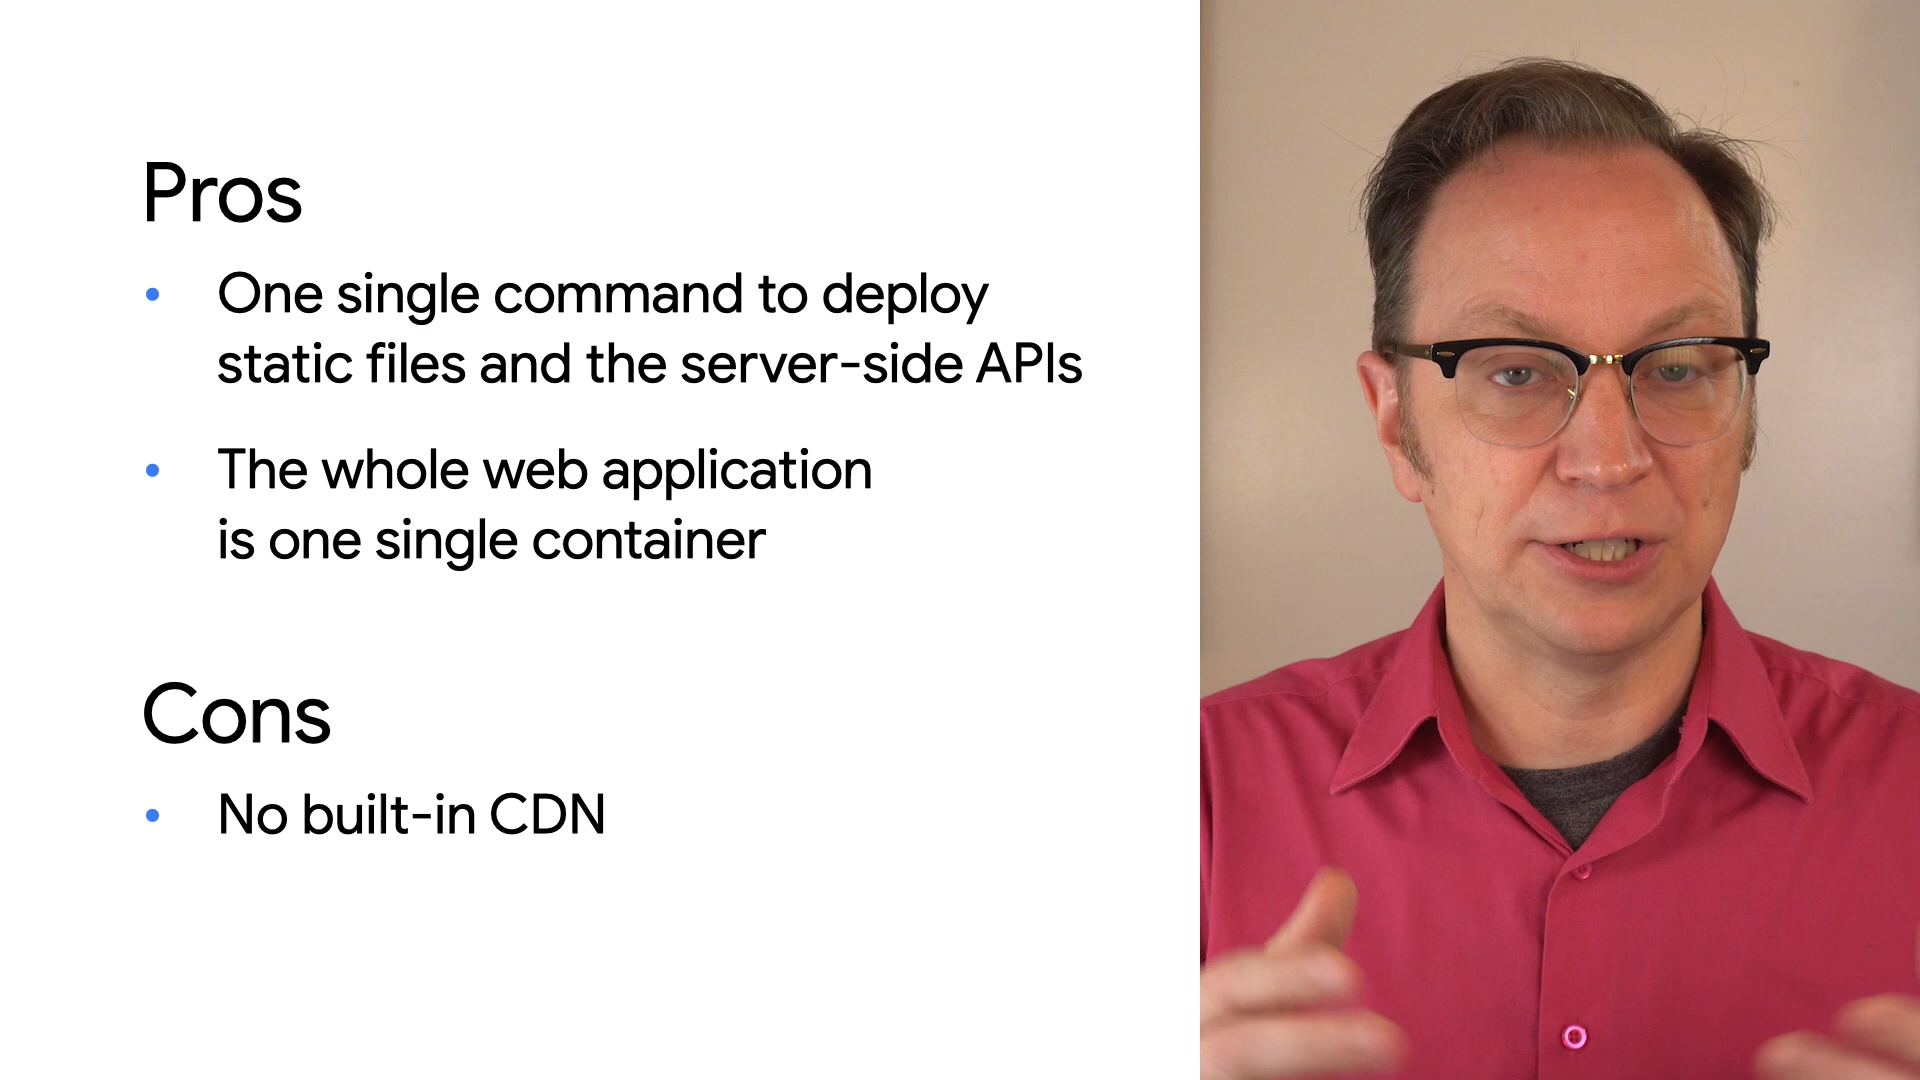 Pros
• One single command to deploy
static files and the server-side APIs
• The whole web application
is one single container
Cons
• No built-in CDN